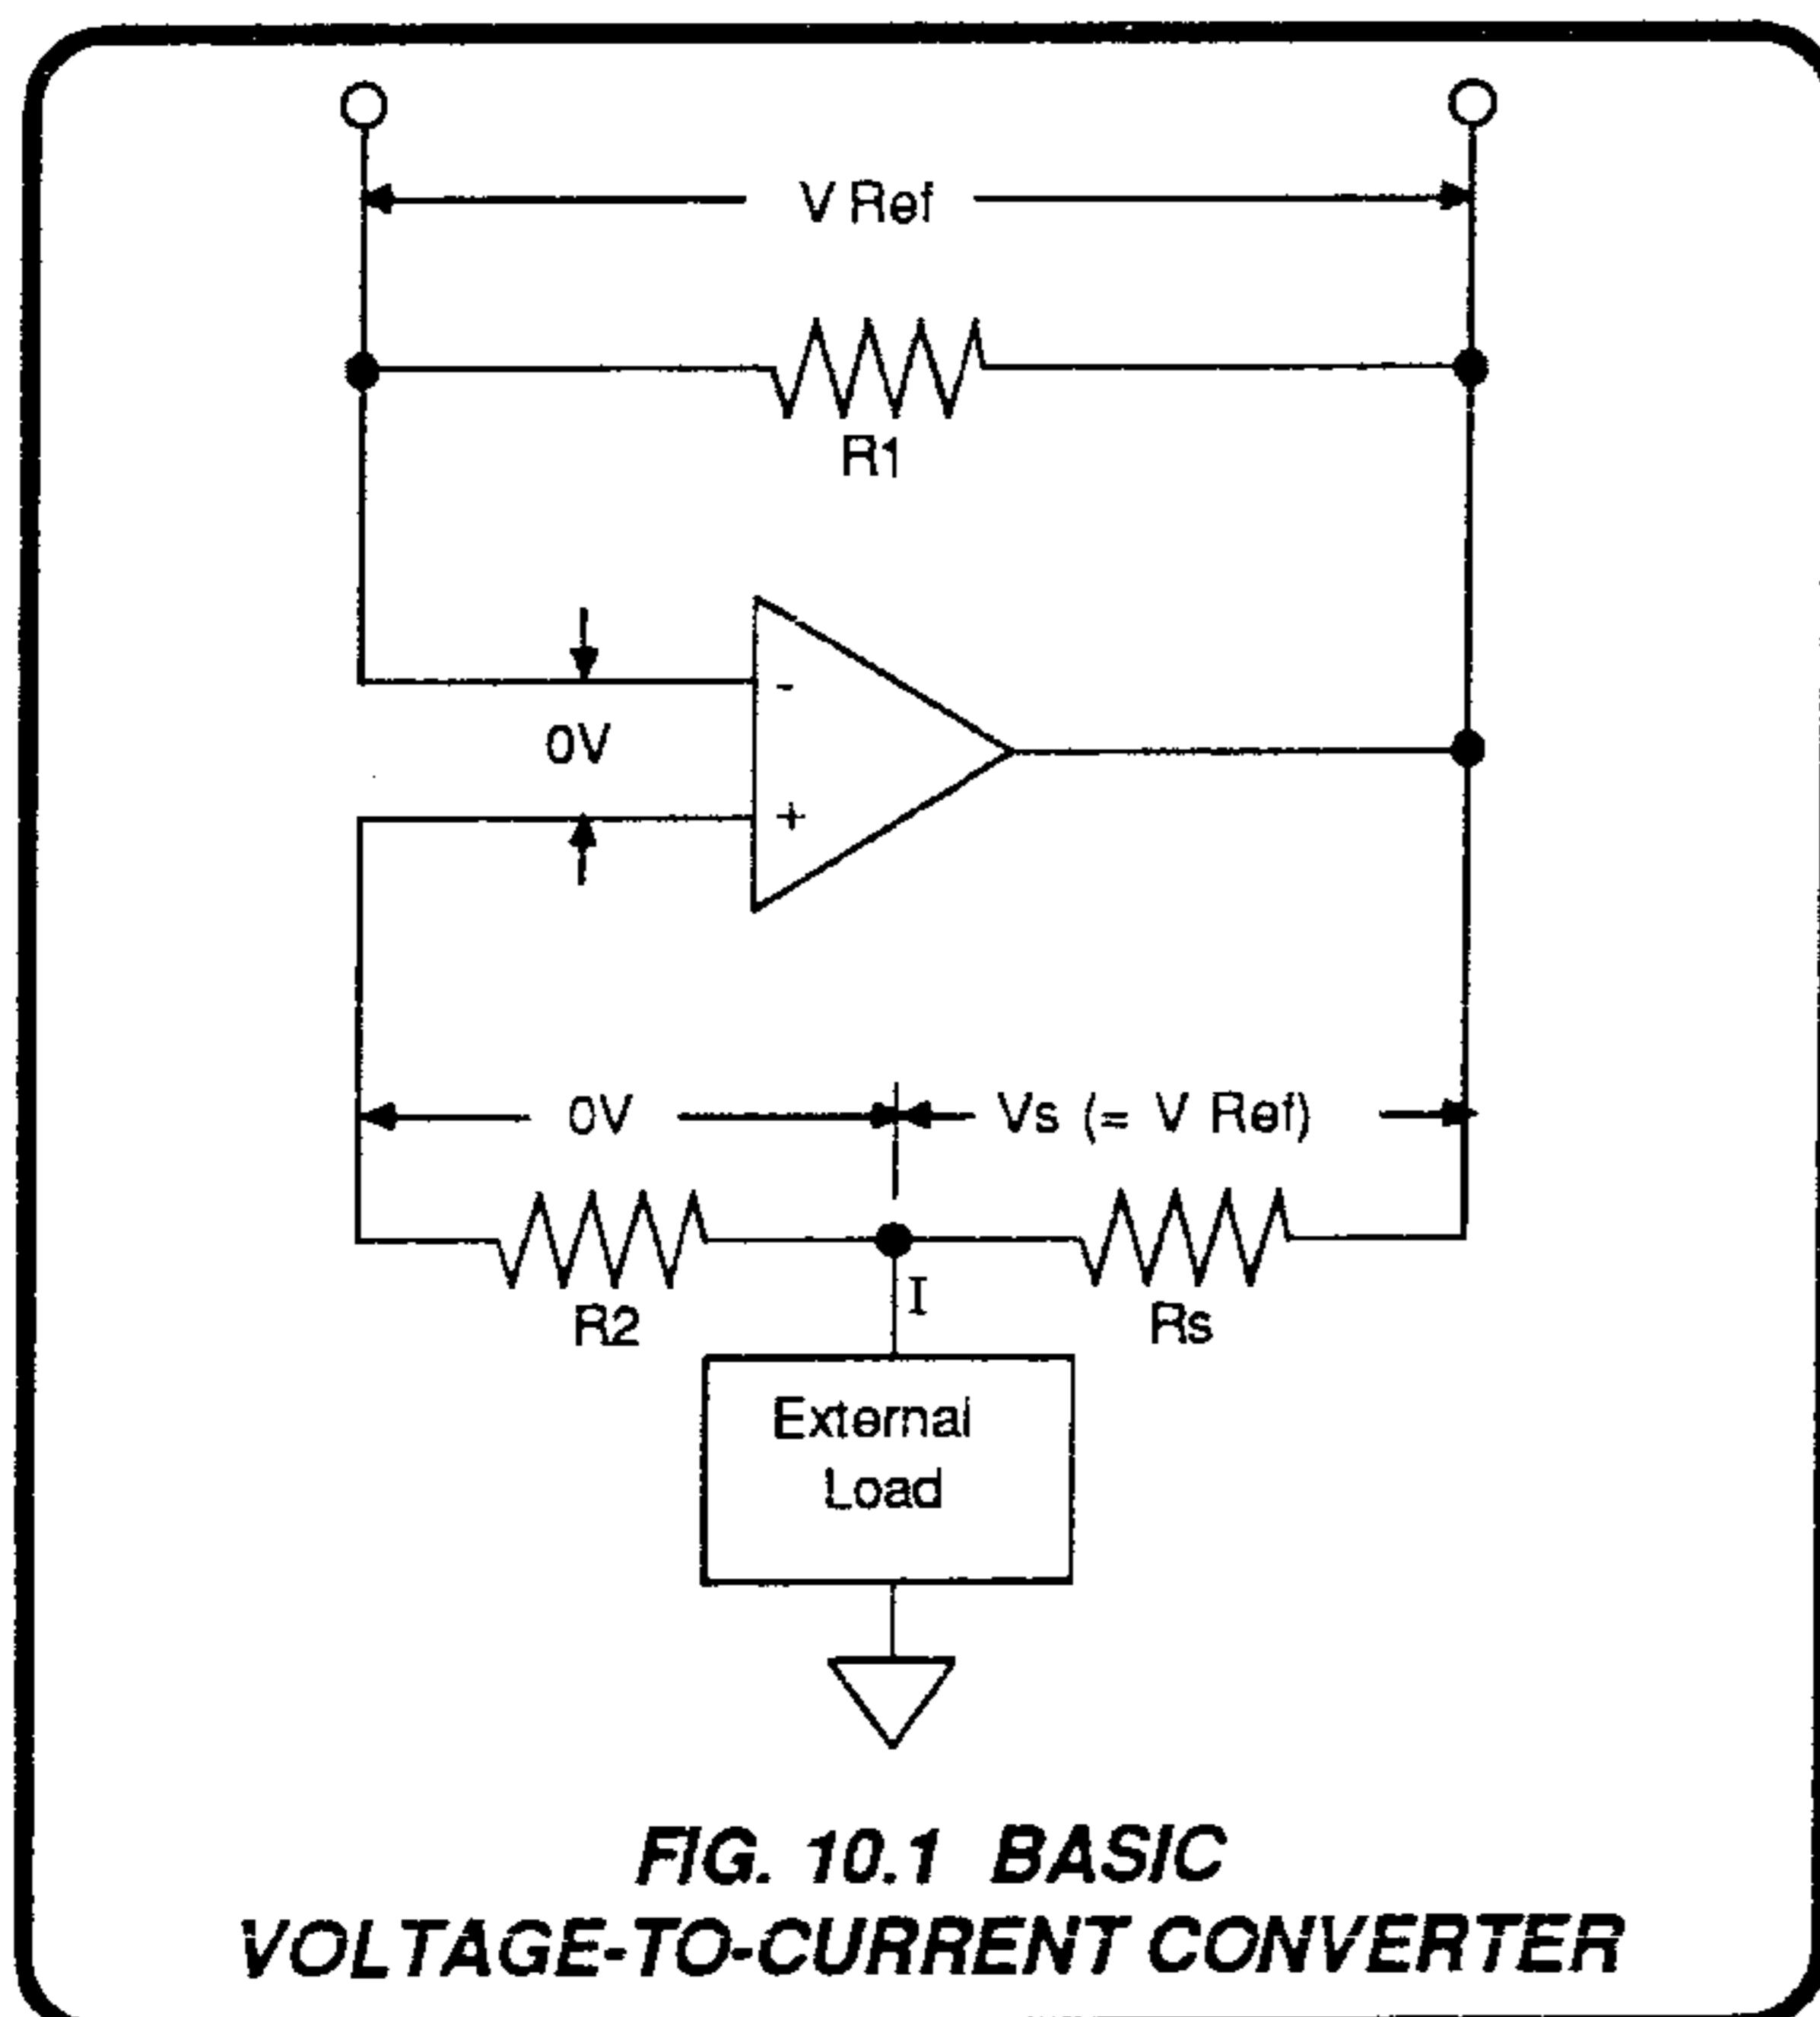 V Ref
R1
-
0V
+
0V
Vs (= V Ref)
R2
I
Rs
External
Load
FIG. 10.1 BASIC
VOLTAGE-TO-CURRENT CONVERTER